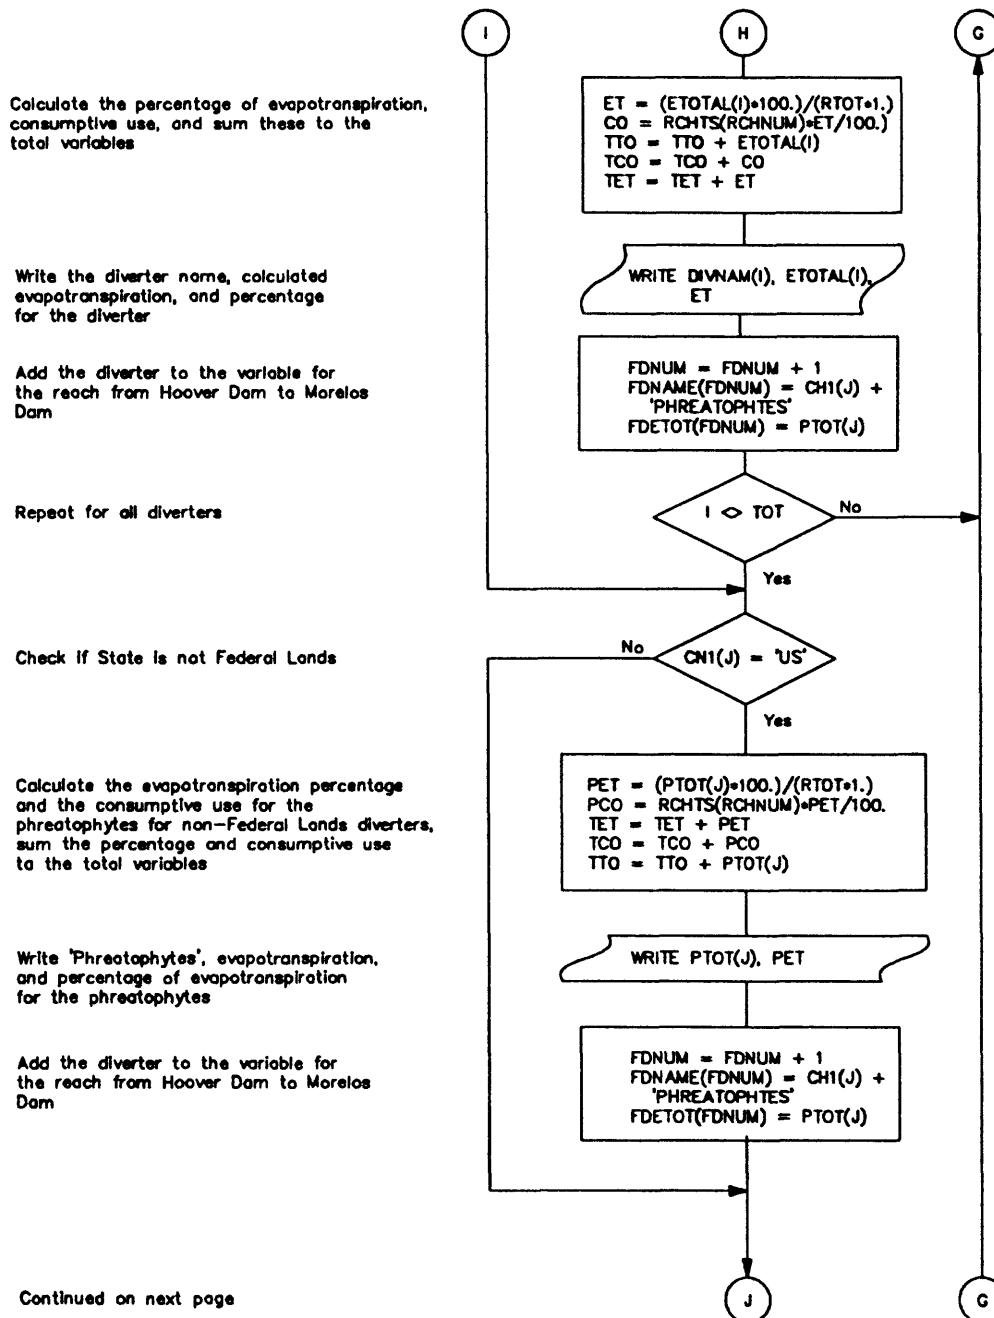 I
H
G
Calculate the percentage of evapotranspiration,
consumptive use, and sum these to the
total variables
ET = (ETOTAL(I)*100.)/(RTOT*1.)
CO = RCHTS(RCHNUM)*ET/100.)
TTO = TTO + ETOTAL(I)
TCO = TCO + CO
TET = TET + ET
Write the diverter name, calculated
evapotranspiration, and percentage
for the diverter
WRITE DIVNAM(I), ETOTAL(I),
ET
Add the diverter to the variable for
the reach from Hoover Dam to Morelos
Dam
FDNUM = FDNUM + 1
FDNAME(FDNUM) = CH1(J) +
'PHREATOPHTES'
FDETOT(FDNUM) = PTOT(J)
Repeat for all diverters
I <> TOT
No
Yes
Check if State is not Federal Lands
No
CN1(J) = 'US'
Yes
Calculate the evapotranspiration percentage
and the consumptive use for the
phreatophytes for non-Federal Lands diverters,
sum the percentage and consumptive use
to the total variables
PET = (PTOT(J)*100.)/(RTOT*1.)
PCO = RCHTS(RCHNUM)*PET/100.
TET = TET + PET
TCO = TCO + PCO
TTO = TTO + PTOT(J)
Write 'Phreatophytes', evapotranspiration,
and percentage of evapotranspiration
for the phreatophytes
WRITE PTOT(J), PET
Add the diverter to the variable for
the reach from Hoover Dam to Morelos
Dam
FDNUM = FDNUM + 1
FDNAME(FDNUM) = CH1(J) +
'PHREATOPHTES'
FDETOT(FDNUM) = PTOT(J)
Continued on next page
J
G